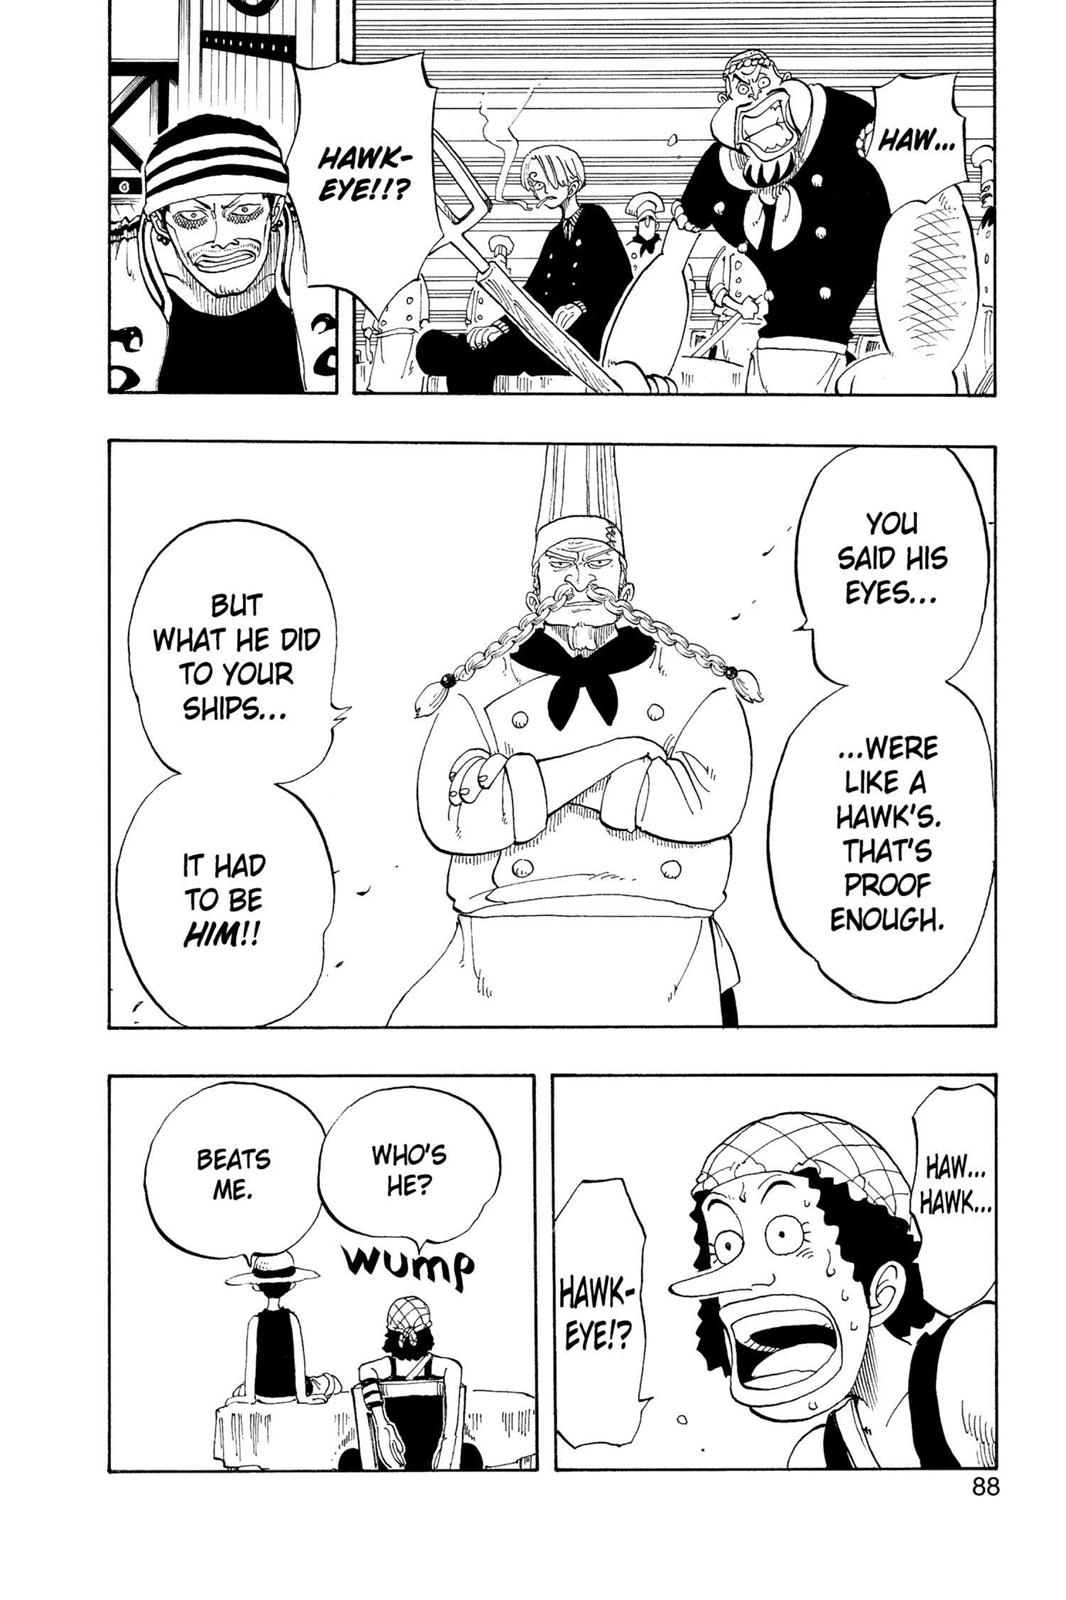 HAW...
HAWK-
EYE!!?
YOU
SAID HIS
EYES...
...WERE
LIKE A
HAWK'S.
THAT'S
PROOF
ENOUGH.
BUT
WHAT HE DID
TO YOUR
SHIPS...
IT HAD
TO BE
HIM!!
HAW...
HAWK...
HAWK-
EYE!?
WHO'S
HE?
WUMP
BEATS
ME.
88